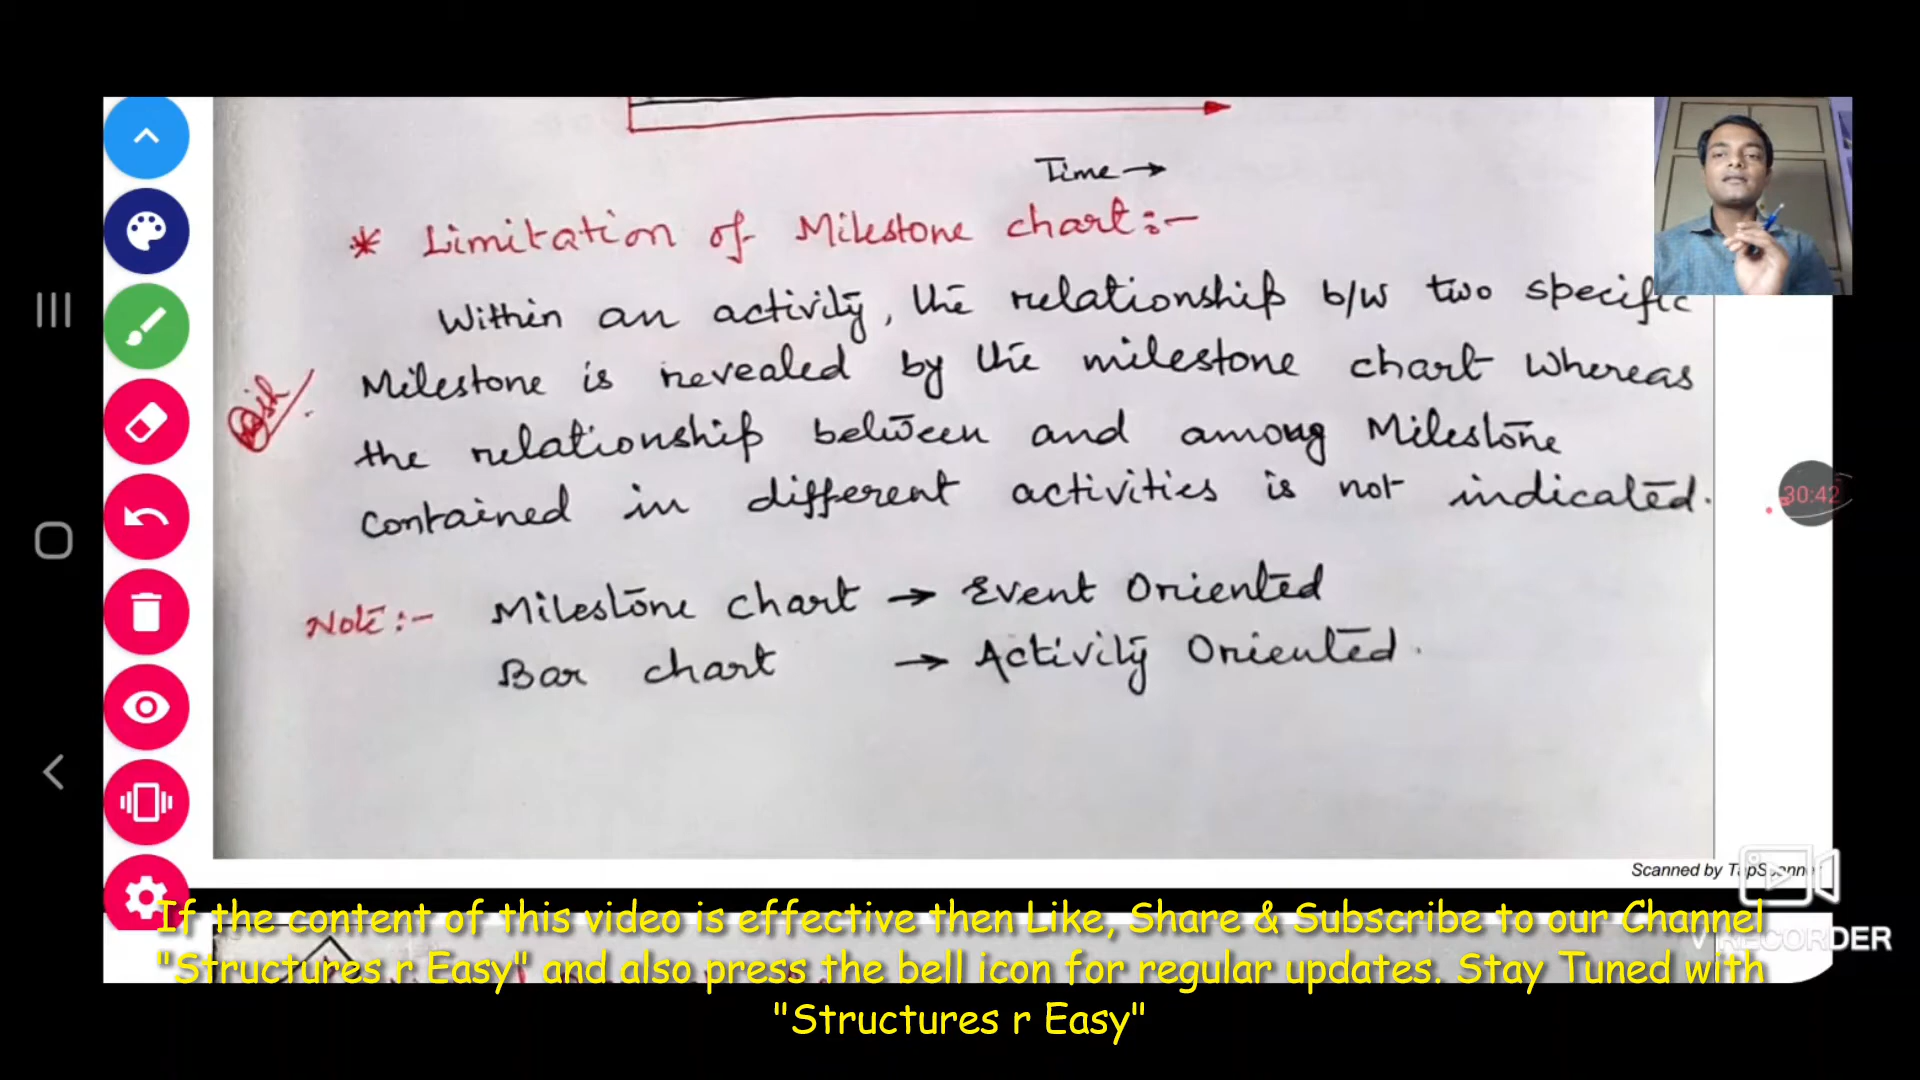 Time →
* Limitation of Milestone chart:-
Within an activity, the relationship b/w two specific
Milestone is revealed by the milestone chart whereas
the relationship between and among Milestone
contained in different activities is not indicated.
Note:- Milestone chart → Event Oriented
Bar chart → Activity Oriented.
30:42
Scanned by TapScanne
V RECORDER
If the content of this video is effective then Like, Share & Subscribe to our Channel
"Structures r Easy" and also press the bell icon for regular updates. Stay Tuned with
"Structures r Easy"